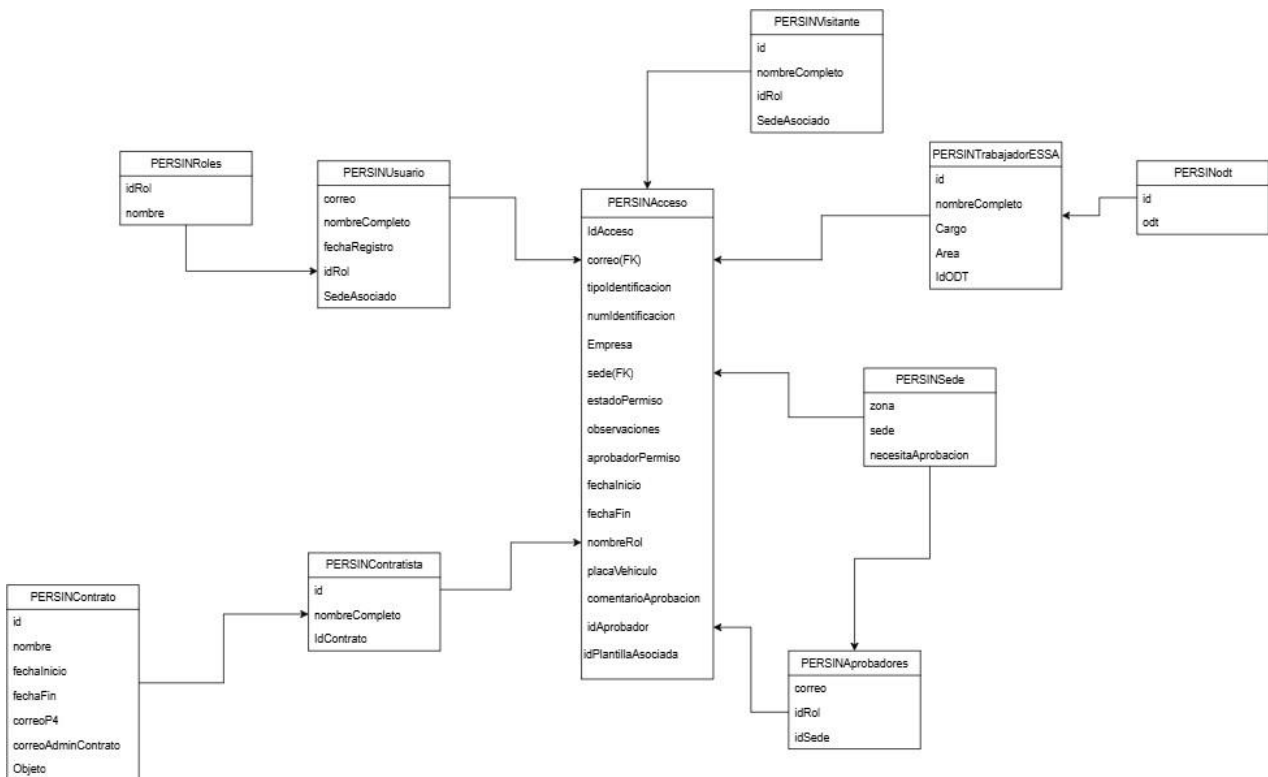 PERSINVisitante
id
nombreCompleto
idRol
SedeAsociado
PERSINRoles
idRol
nombre
PERSINUsuario
correo
nombreCompleto
fechaRegistro
idRol
SedeAsociado
PERSINAcceso
IdAcceso
correo(FK)
tipoIdentificacion
numIdentificacion
Empresa
sede(FK)
estadoPermiso
observaciones
aprobadorPermiso
fechaInicio
fechaFin
nombreRol
placaVehiculo
comentarioAprobacion
idAprobador
idPlantillaAsociada
PERSINTrabajadorESSA
id
nombreCompleto
Cargo
Area
IdODT
PERSINodt
id
odt
PERSINSede
zona
sede
necesitaAprobacion
PERSINContratista
id
nombreCompleto
IdContrato
PERSINContrato
id
nombre
fechaInicio
fechaFin
correoP4
correoAdminContrato
Objeto
PERSINAprobadores
correo
idRol
idSede